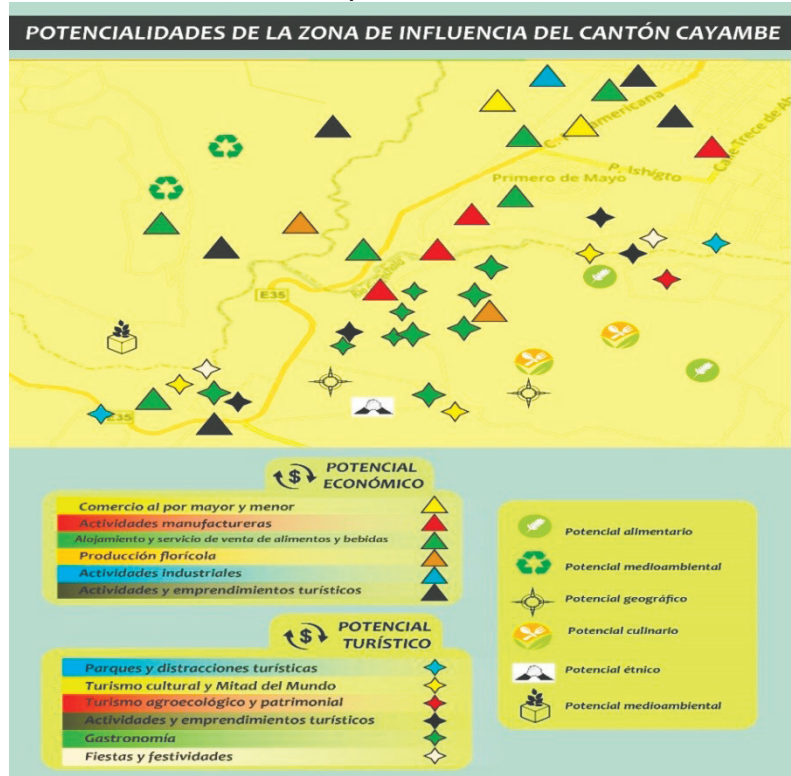 POTENCIALIDADES DE LA ZONA DE INFLUENCIA DEL CANTÓN CAYAMBE
P. Ishigto
Primero de Mayo
E35
E35
$ POTENCIAL
ECONÓMICO
Comercio al por mayor y menor
Actividades manufactureras
Alojamiento y servicio de venta de alimentos y bebidas
Producción florícola
Actividades industriales
Actividades y emprendimientos turísticos
$ POTENCIAL
TURÍSTICO
Parques y distracciones turísticas
Turismo cultural y Mitad del Mundo
Turismo agroecológico y patrimonial
Actividades y emprendimientos turísticos
Gastronomía
Fiestas y festividades
Potencial alimentario
Potencial medioambiental
Potencial geográfico
Potencial culinario
Potencial étnico
Potencial medioambiental